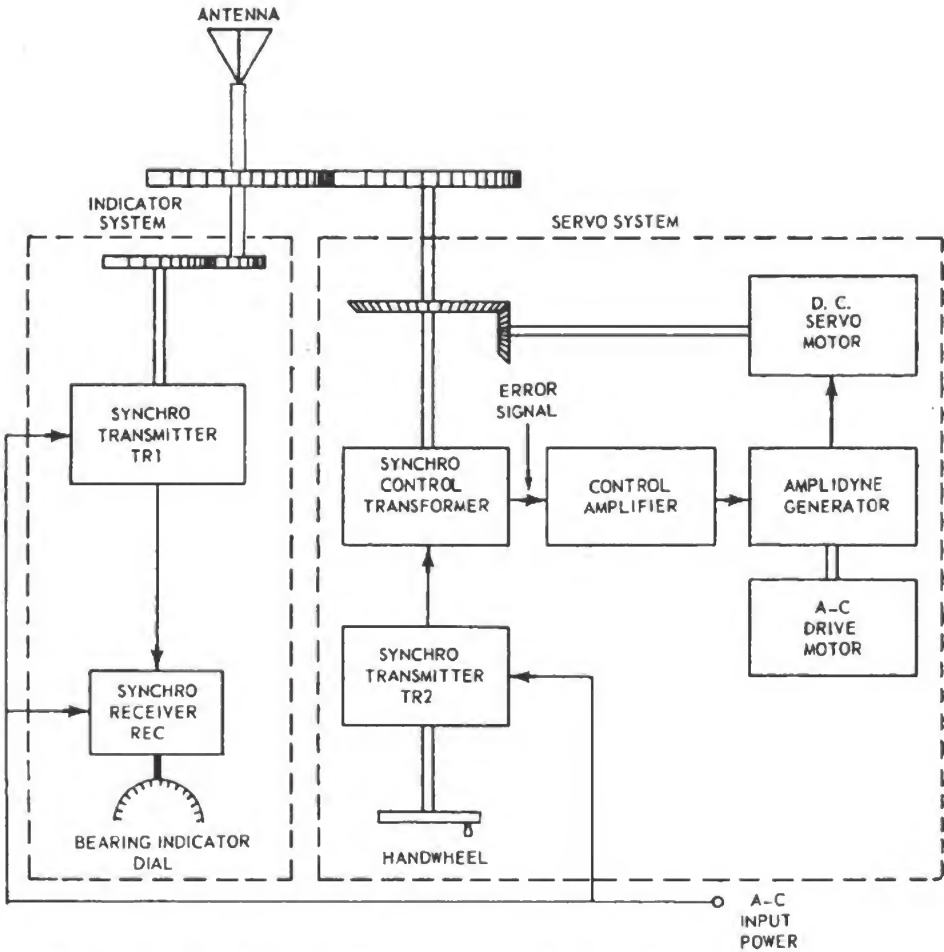 ANTENNA
INDICATOR
SYSTEM
SERVO SYSTEM
D. C.
SERVO
MOTOR
ERROR
SIGNAL
SYNCHRO
TRANSMITTER
TR1
SYNCHRO
CONTROL
TRANSFORMER
CONTROL
AMPLIFIER
AMPLIDYNE
GENERATOR
A-C
DRIVE
MOTOR
SYNCHRO
TRANSMITTER
TR2
SYNCHRO
RECEIVER
REC
BEARING INDICATOR
DIAL
HANDWHEEL
A-C
INPUT
POWER